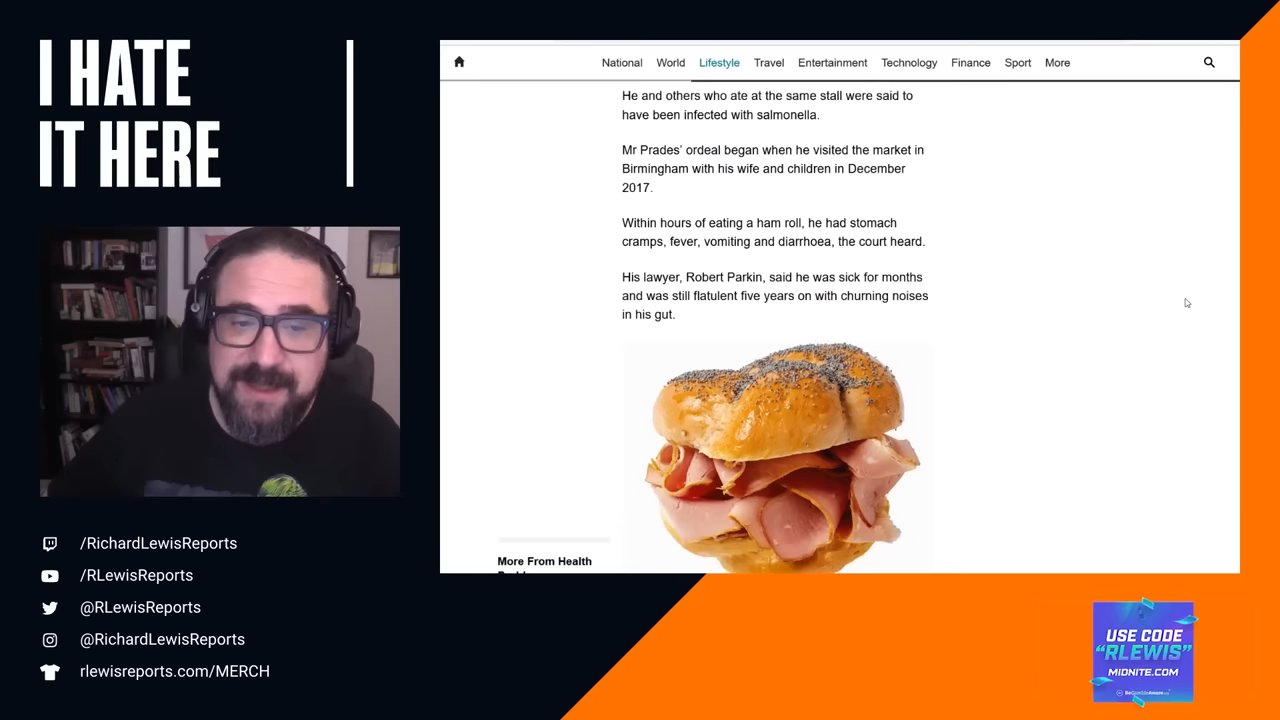 I HATE
IT HERE
/RichardLewisReports
/RLewisReports
@RLewisReports
@RichardLewisReports
rlewisreports.com/MERCH
National World Lifestyle Travel Entertainment Technology Finance Sport More
He and others who ate at the same stall were said to
have been infected with salmonella.
Mr Prades’ ordeal began when he visited the market in
Birmingham with his wife and children in December
2017.
Within hours of eating a ham roll, he had stomach
cramps, fever, vomiting and diarrhoea, the court heard.
His lawyer, Robert Parkin, said he was sick for months
and was still flatulent five years on with churning noises
in his gut.
More From Health
USE CODE
“RLEWIS”
MIDNITE.COM
BeGambleAware.org